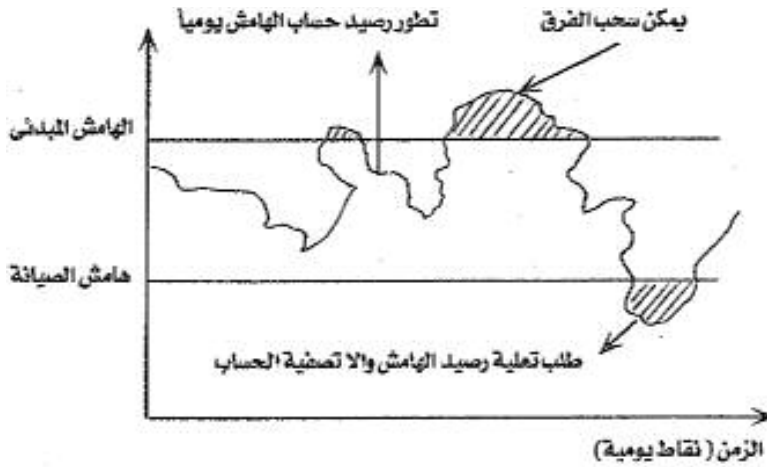 يمكن سحب الفرق
تطور رصيد حساب الهامش يومياً
الهامش المبدئى
هامش الصيانة
طلب تعلية رصيد الهامش والا تصفية الحساب
الزمن ( نقاط يومية)